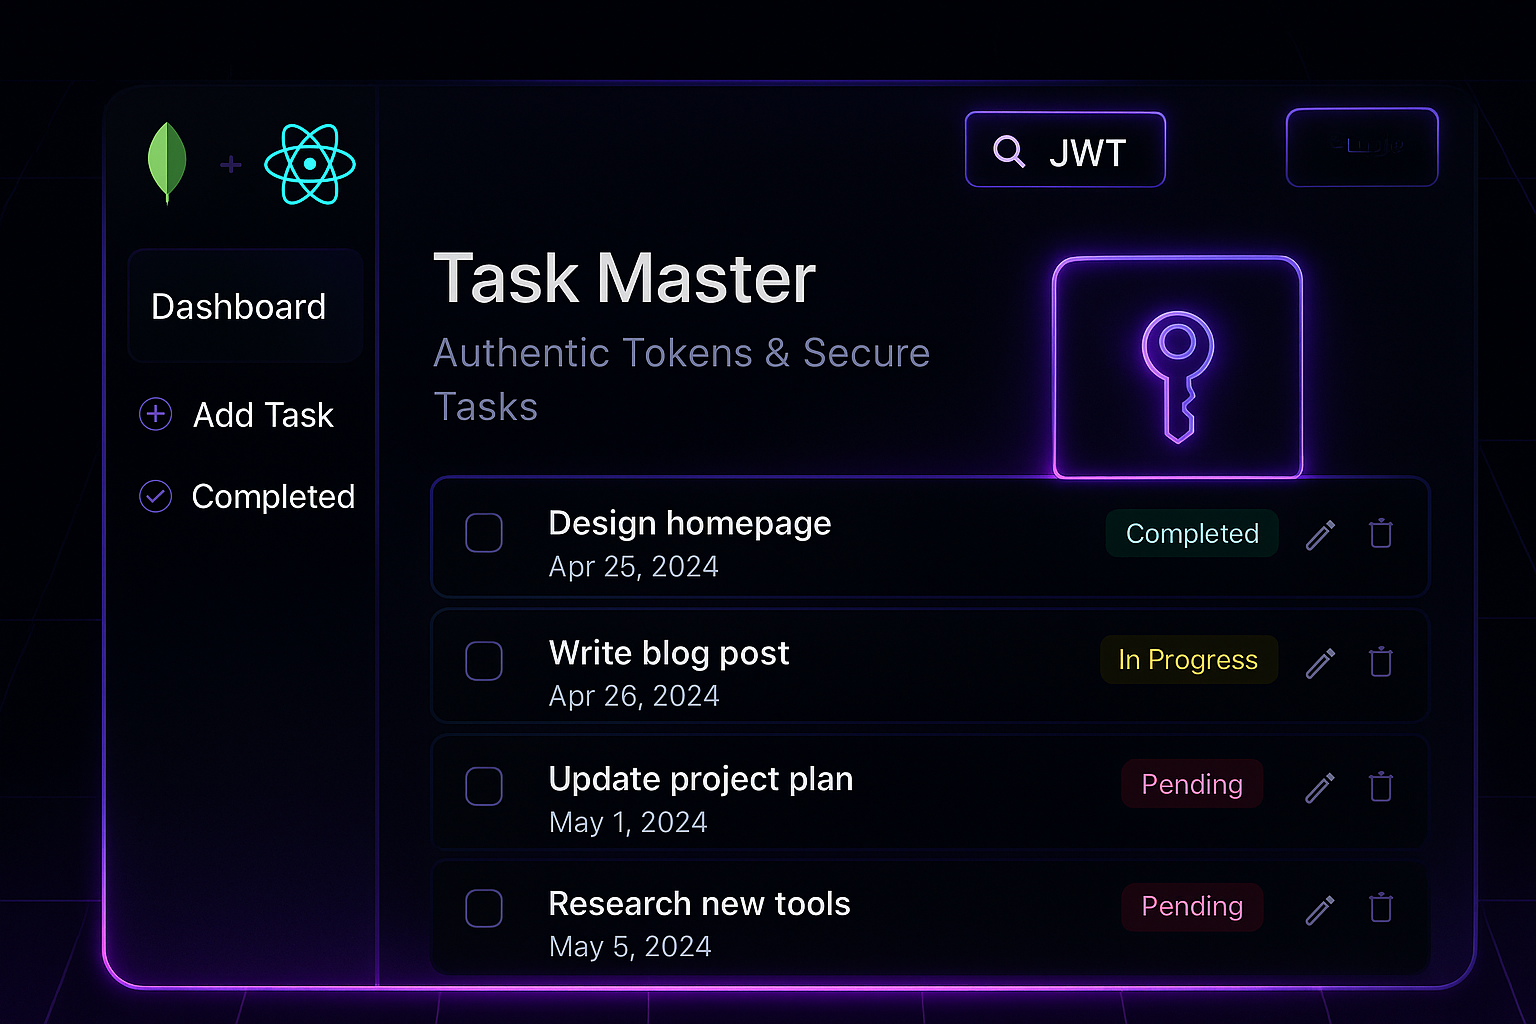 JWT
Dashboard
Add Task
Completed
Task Master
Authentic Tokens & Secure
Tasks
Design homepage
Apr 25, 2024
Completed
Write blog post
Apr 26, 2024
In Progress
Update project plan
May 1, 2024
Pending
Research new tools
May 5, 2024
Pending